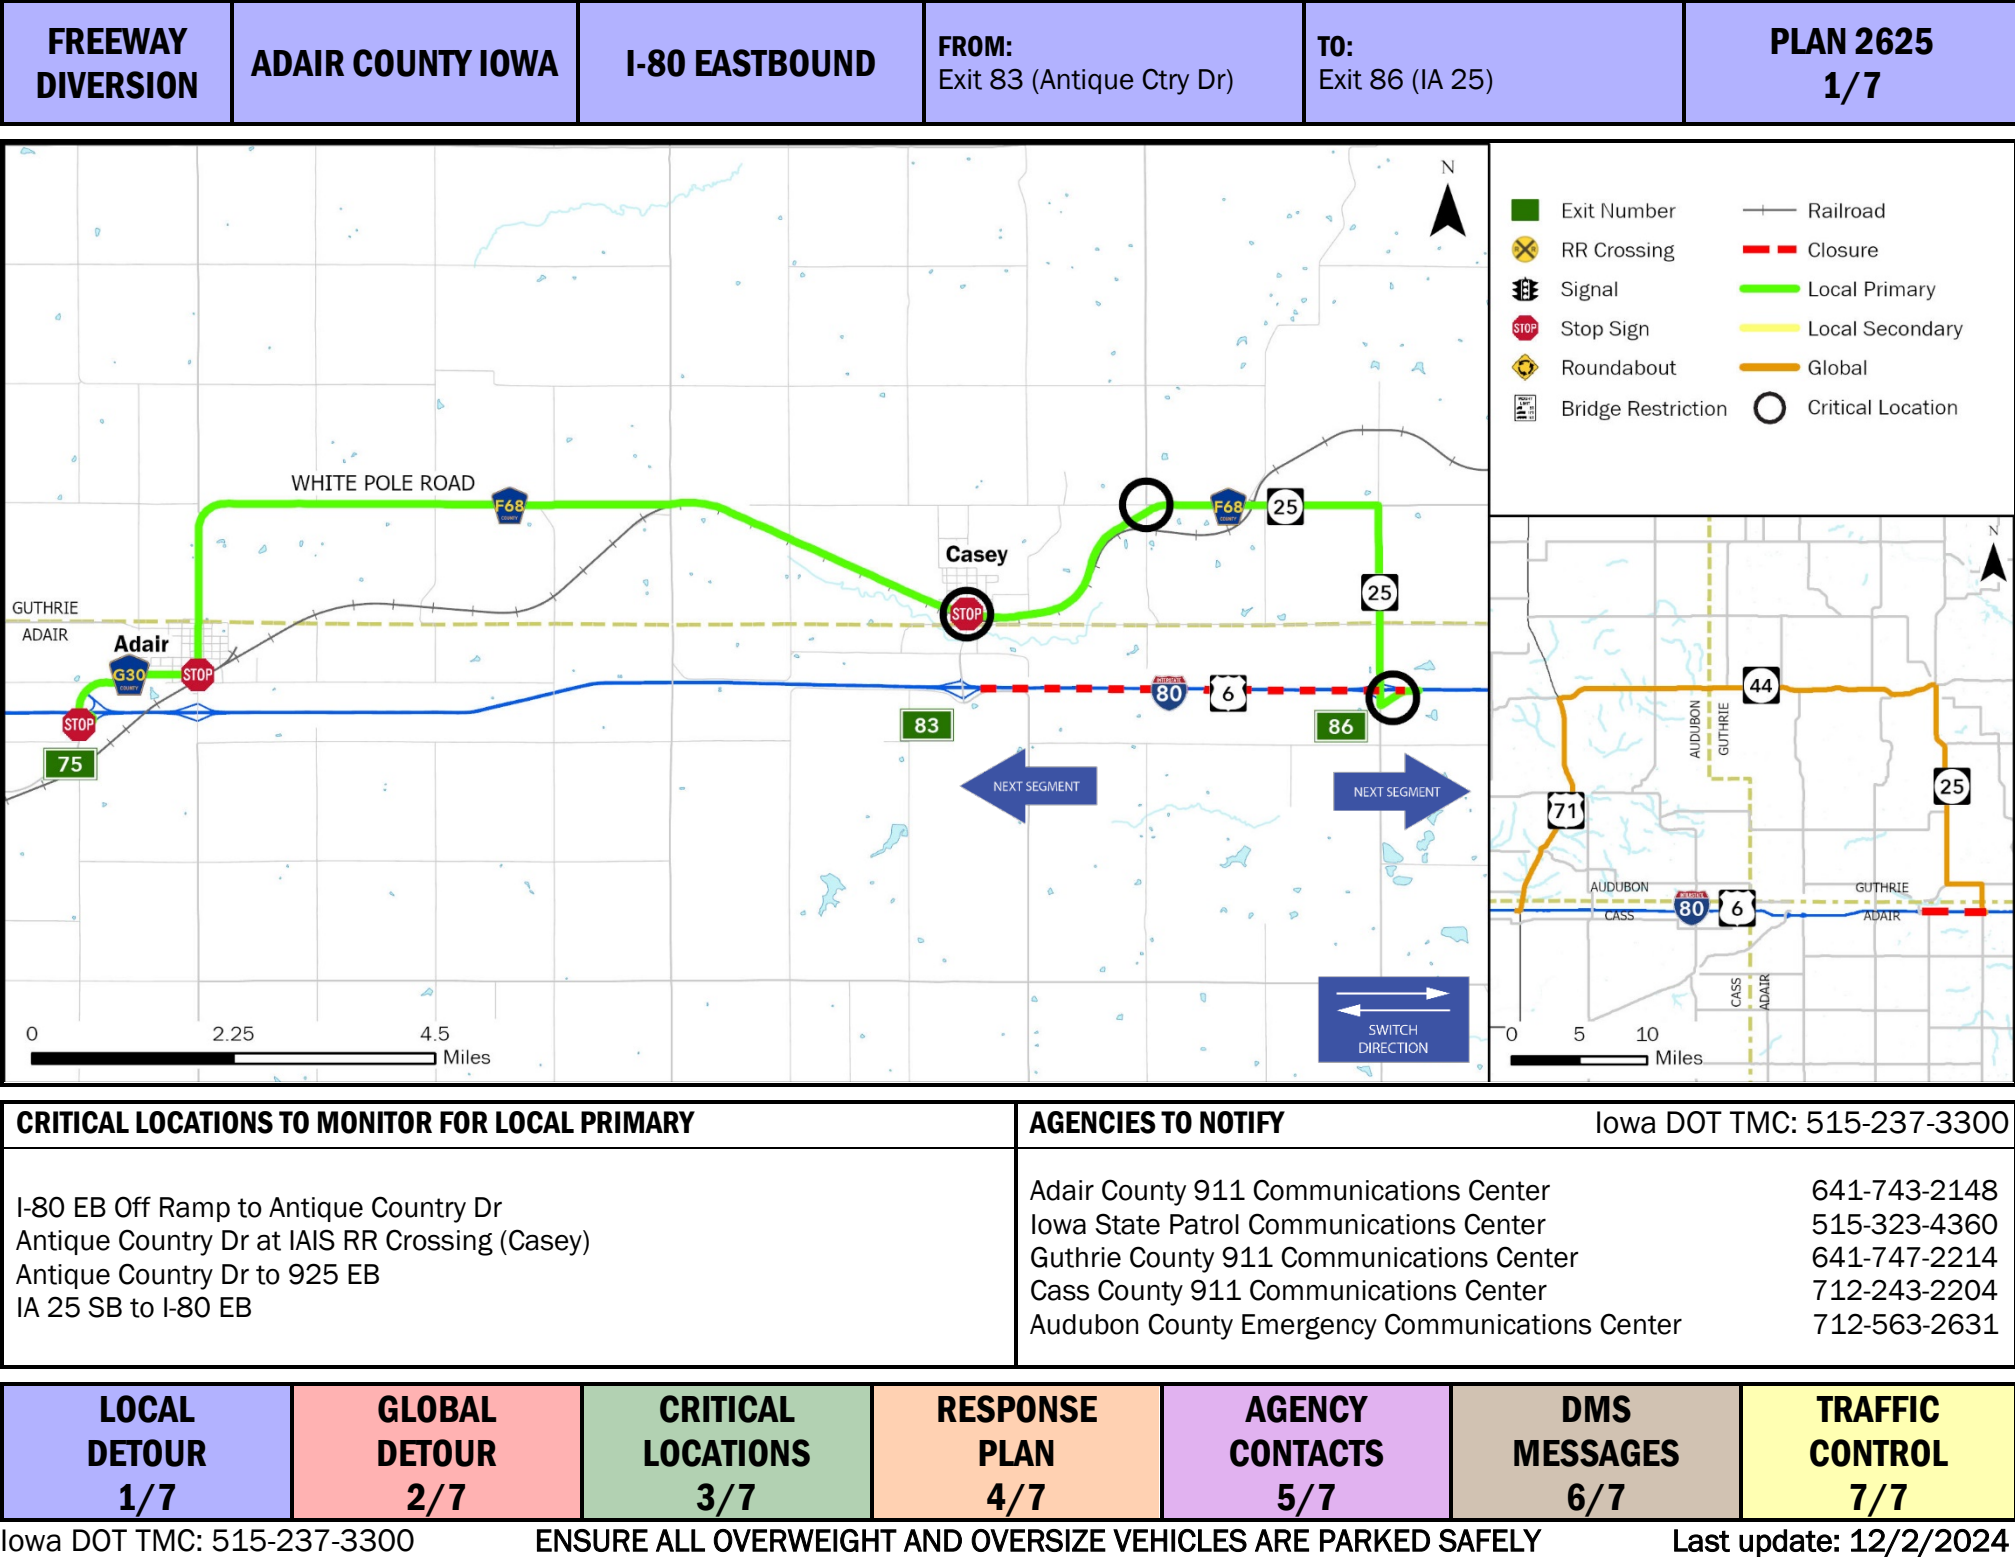 FREEWAY
DIVERSION
ADAIR COUNTY IOWA
I-80 EASTBOUND
FROM:
Exit 83 (Antique Ctry Dr)
TO:
Exit 86 (IA 25)
PLAN 2625
1/7
N
WHITE POLE ROAD
F68
COUNTY
F68
COUNTY
25
Casey
25
STOP
GUTHRIE
ADAIR
Adair
G30
COUNTY
STOP
STOP
75
83
80
6
86
NEXT SEGMENT
NEXT SEGMENT
SWITCH
DIRECTION
0 2.25 4.5
Miles
Exit Number
RR Crossing
Signal
STOP Stop Sign
Roundabout
Bridge Restriction
Railroad
Closure
Local Primary
Local Secondary
Global
Critical Location
N
44
AUDUBON
GUTHRIE
25
71
AUDUBON
CASS
80
6
GUTHRIE
ADAIR
CASS
ADAIR
0 5 10
Miles
CRITICAL LOCATIONS TO MONITOR FOR LOCAL PRIMARY
I-80 EB Off Ramp to Antique Country Dr
Antique Country Dr at IAIS RR Crossing (Casey)
Antique Country Dr to 925 EB
IA 25 SB to I-80 EB
AGENCIES TO NOTIFY Iowa DOT TMC: 515-237-3300
Adair County 911 Communications Center 641-743-2148
Iowa State Patrol Communications Center 515-323-4360
Guthrie County 911 Communications Center 641-747-2214
Cass County 911 Communications Center 712-243-2204
Audubon County Emergency Communications Center 712-563-2631
LOCAL
DETOUR
1/7
GLOBAL
DETOUR
2/7
CRITICAL
LOCATIONS
3/7
RESPONSE
PLAN
4/7
AGENCY
CONTACTS
5/7
DMS
MESSAGES
6/7
TRAFFIC
CONTROL
7/7
Iowa DOT TMC: 515-237-3300 ENSURE ALL OVERWEIGHT AND OVERSIZE VEHICLES ARE PARKED SAFELY Last update: 12/2/2024